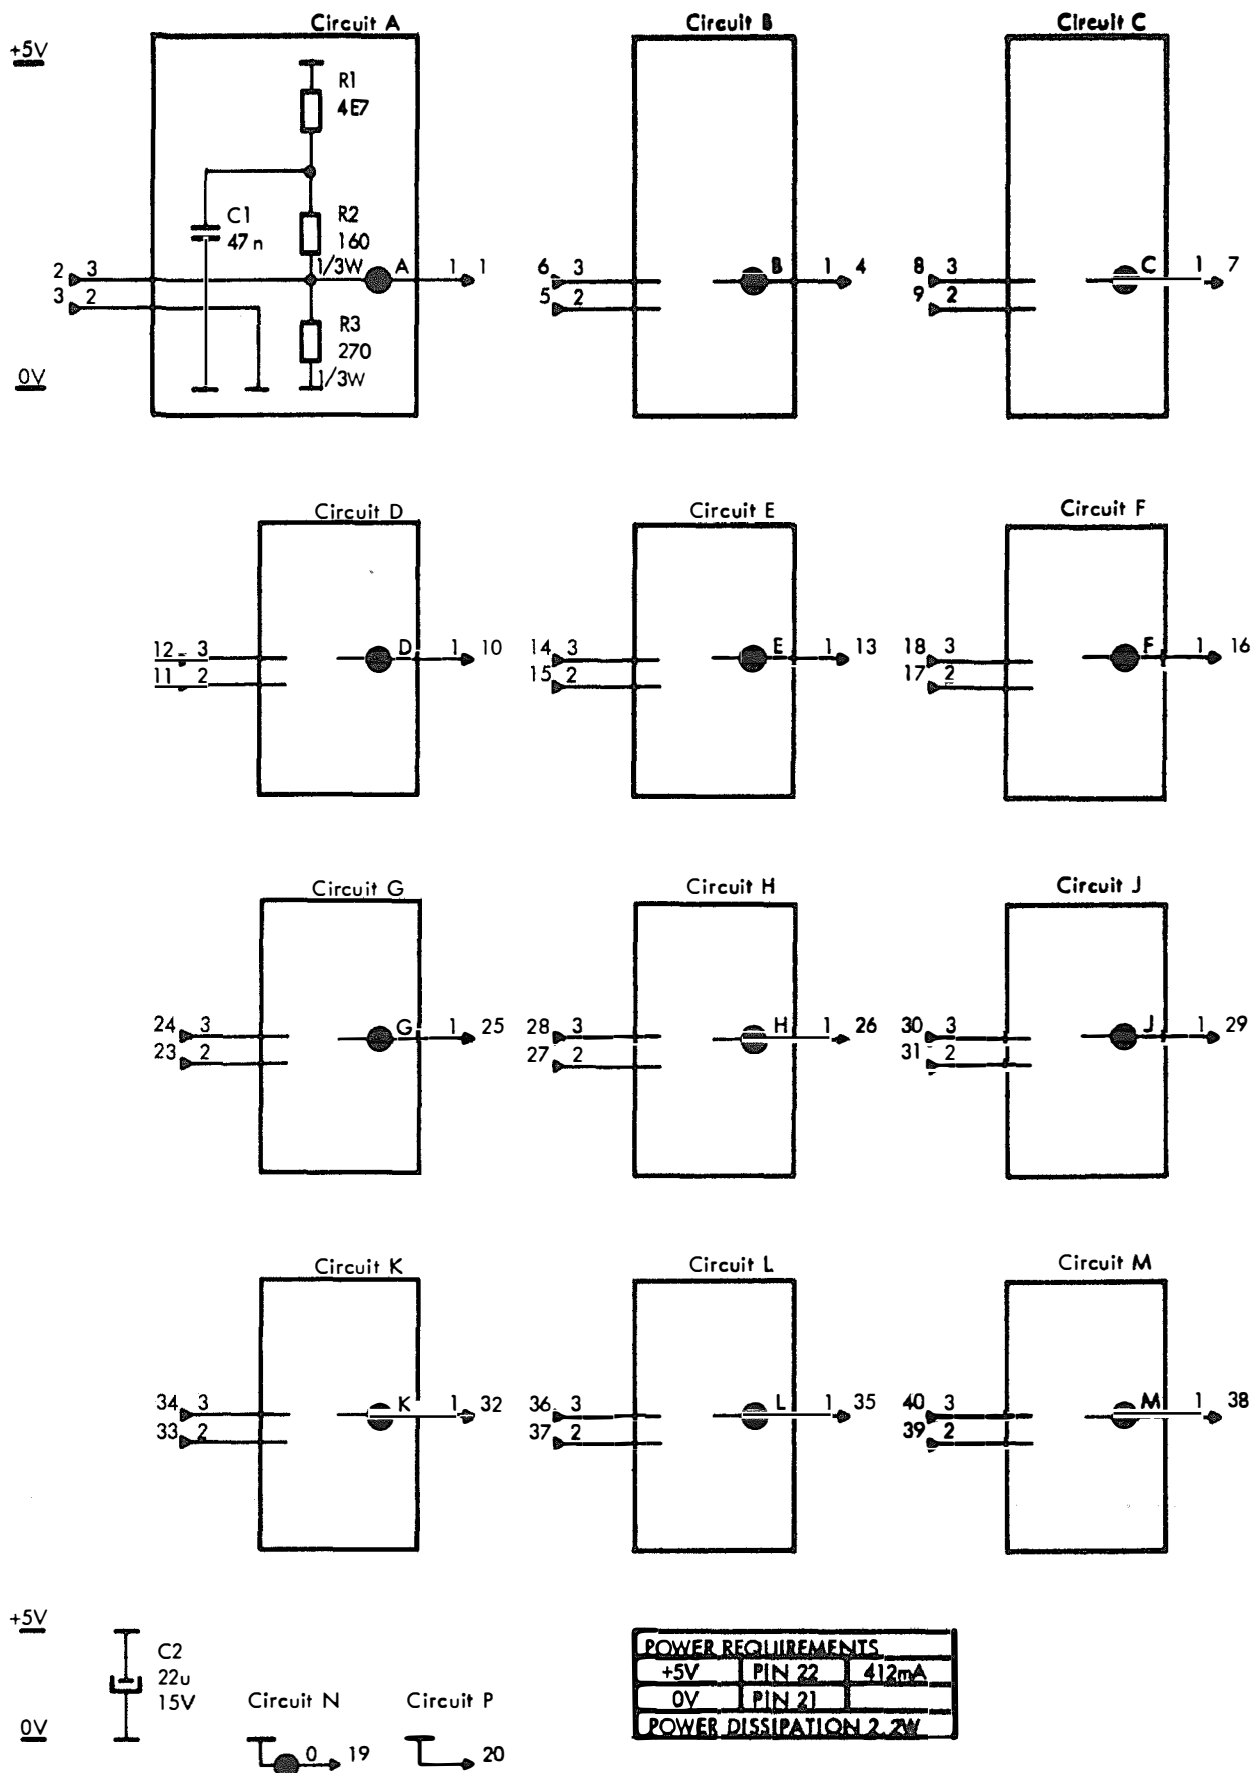 Circuit A
Circuit B
Circuit C
+5V
R1
4E7
C1
47 n
R2
160
1/3W
2 3
3 2
A 1 1
R3
270
1/3W
0V
6 3
5 2
B 1 4
8 3
9 2
C 1 7
Circuit D
Circuit E
Circuit F
12 3
11 2
D 1 10
14 3
15 2
E 1 13
18 3
17 2
F 1 16
Circuit G
Circuit H
Circuit J
24 3
23 2
G 1 25
28 3
27 2
H 1 26
30 3
31 2
J 1 29
Circuit K
Circuit L
Circuit M
34 3
33 2
K 1 32
36 3
37 2
L 1 35
40 3
39 2
M 1 38
+5V
C2
22u
15V
0V
Circuit N
0 19
Circuit P
20
POWER REQUIREMENTS
+5V PIN 22 412mA
0V PIN 21
POWER DISSIPATION 2.2W